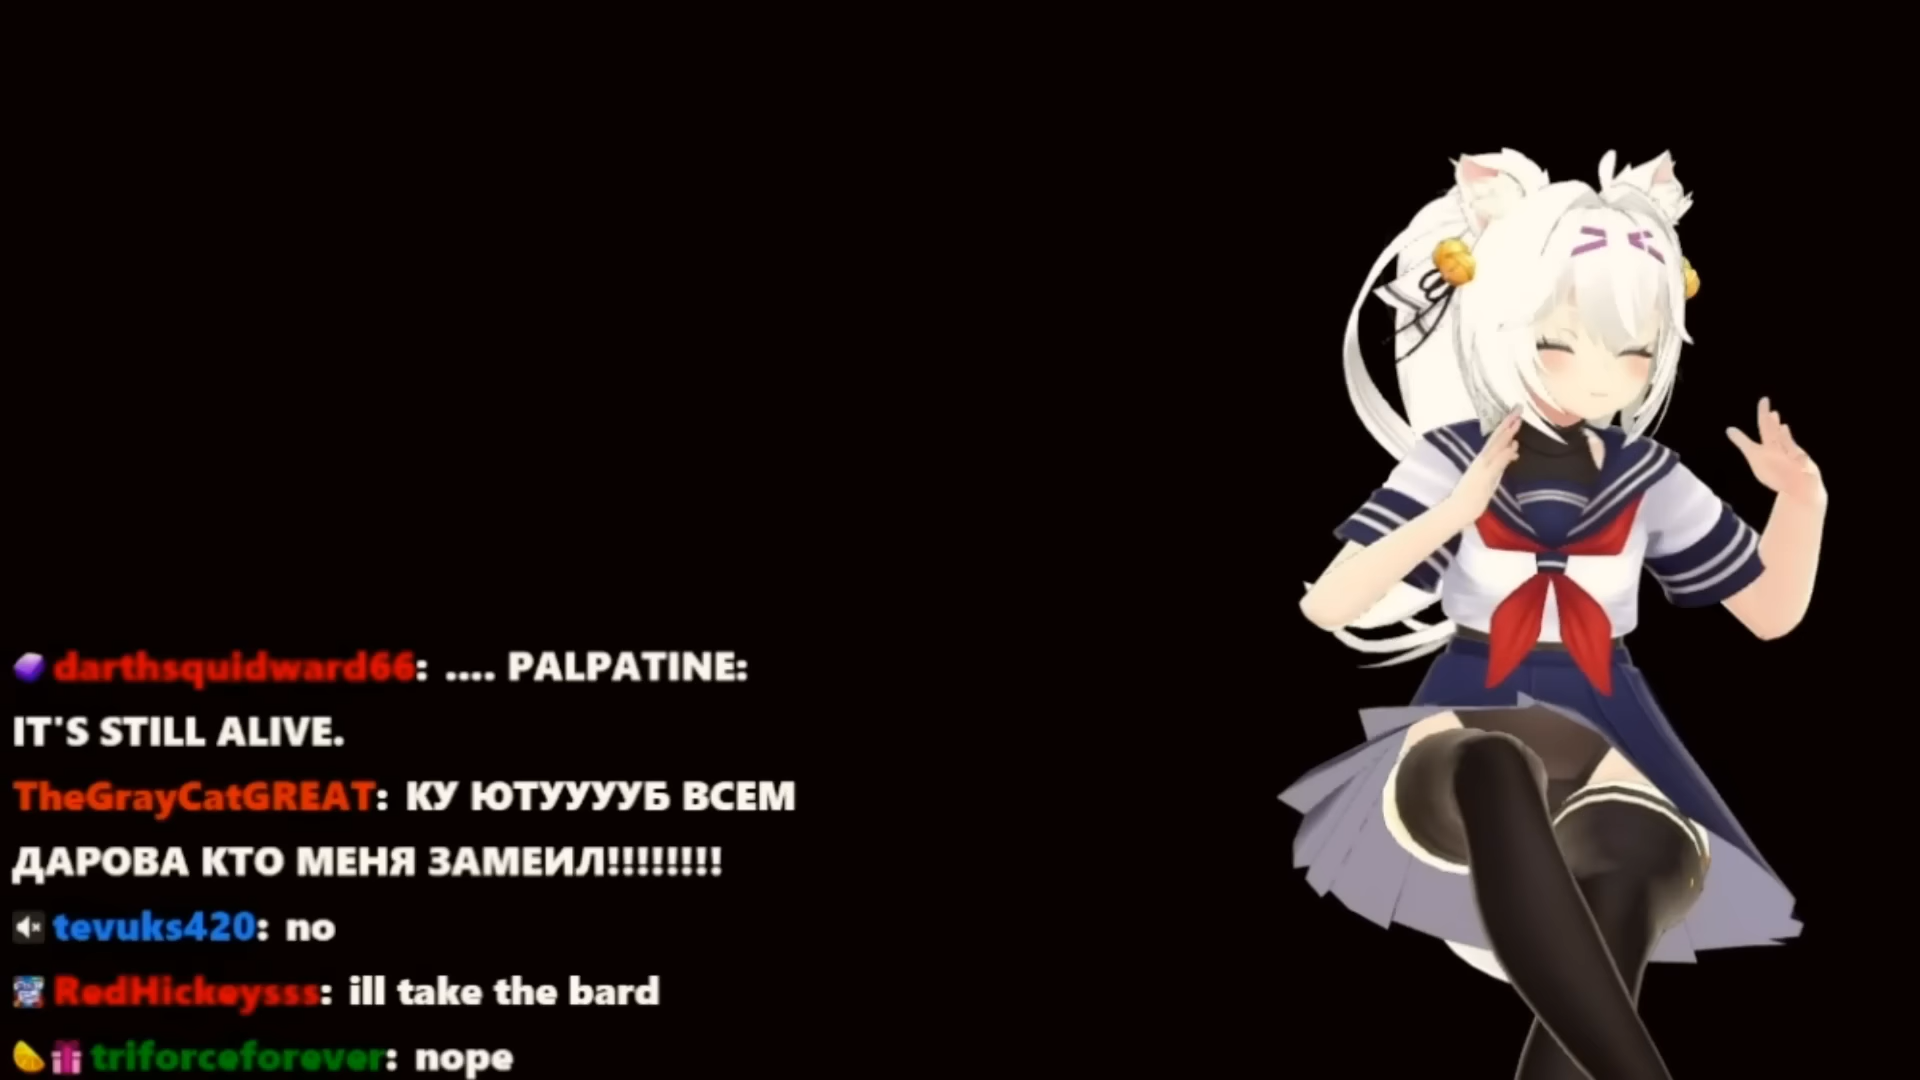 darthsquidward66: .... PALPATINE:
IT'S STILL ALIVE.
TheGrayCatGREAT: КУ ЮТУУУУБ ВСЕМ
ДАРОВА КТО МЕНЯ ЗАМЕИЛ!!!!!!!!
tevuks420: no
RedHickeysss: ill take the bard
triforceforever: nope